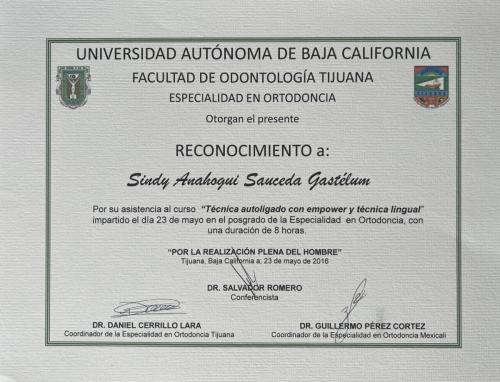 UNIVERSIDAD AUTÓNOMA DE BAJA CALIFORNIA
FACULTAD DE ODONTOLOGÍA TIJUANA
ESPECIALIDAD EN ORTODONCIA
Otorgan el presente
RECONOCIMIENTO a:
Sindy Anahogui Sauceda Gastélum
Por su asistencia al curso "Técnica autoligado con empower y técnica lingual"
impartido el día 23 de mayo en el posgrado de la Especialidad en Ortodoncia, con
una duración de 8 horas.
"POR LA REALIZACIÓN PLENA DEL HOMBRE"
Tijuana, Baja California a; 23 de mayo de 2016
DR. SALVADOR ROMERO
Conferencista
DR. DANIEL CERRILLO LARA
Coordinador de la Especialidad en Ortodoncia Tijuana
DR. GUILLERMO PÉREZ CORTEZ
Coordinador de la Especialidad en Ortodoncia Mexicali